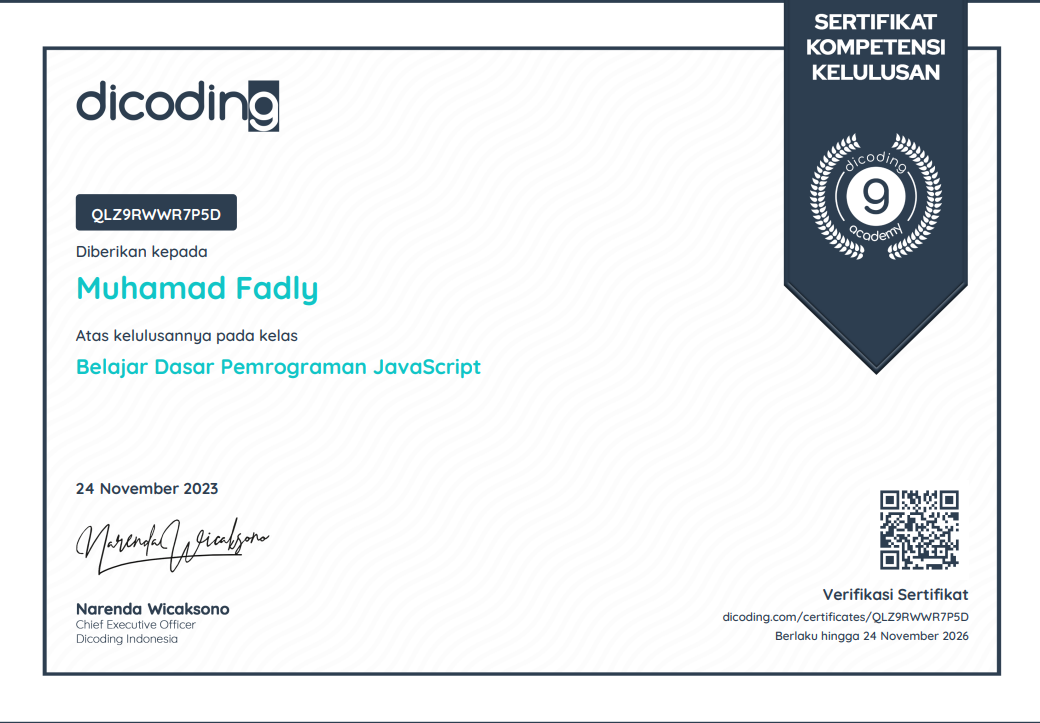 SERTIFIKAT
KOMPETENSI
KELULUSAN
dicoding
dicoding
g
academy
QLZ9RWWR7P5D
Diberikan kepada
Muhamad Fadly
Atas kelulusannya pada kelas
Belajar Dasar Pemrograman JavaScript
24 November 2023
Narenda Wicaksono
Narenda Wicaksono
Chief Executive Officer
Dicoding Indonesia
Verifikasi Sertifikat
dicoding.com/certificates/QLZ9RWWR7P5D
Berlaku hingga 24 November 2026